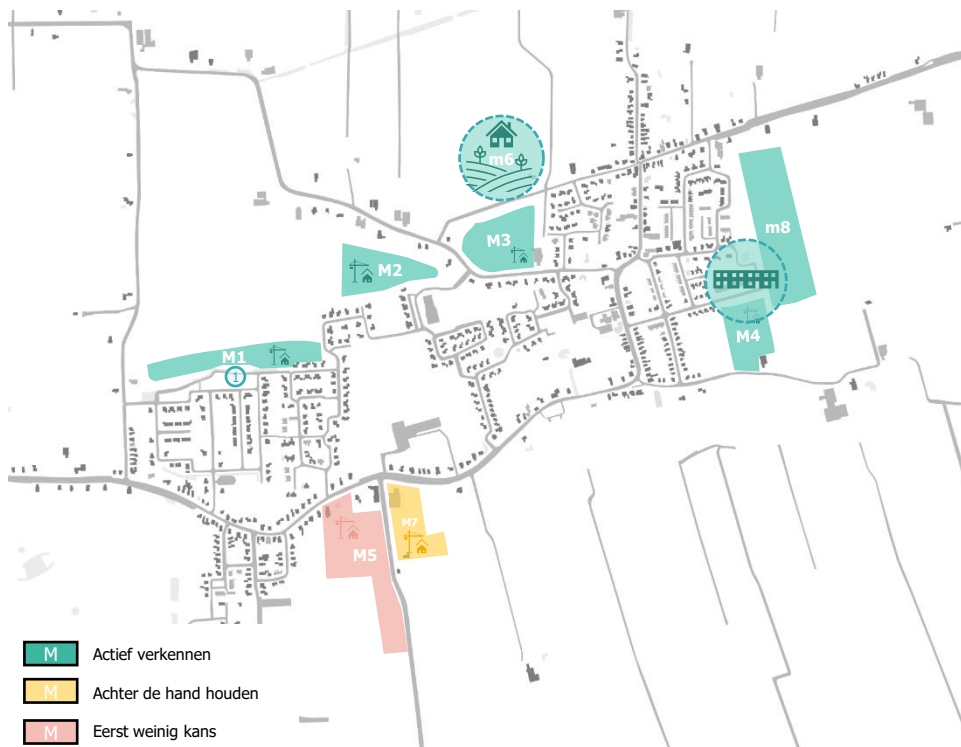 m6
M3
M2
m8
M4
M1
1
M7
M5
M Actief verkennen
M Achter de hand houden
M Eerst weinig kans